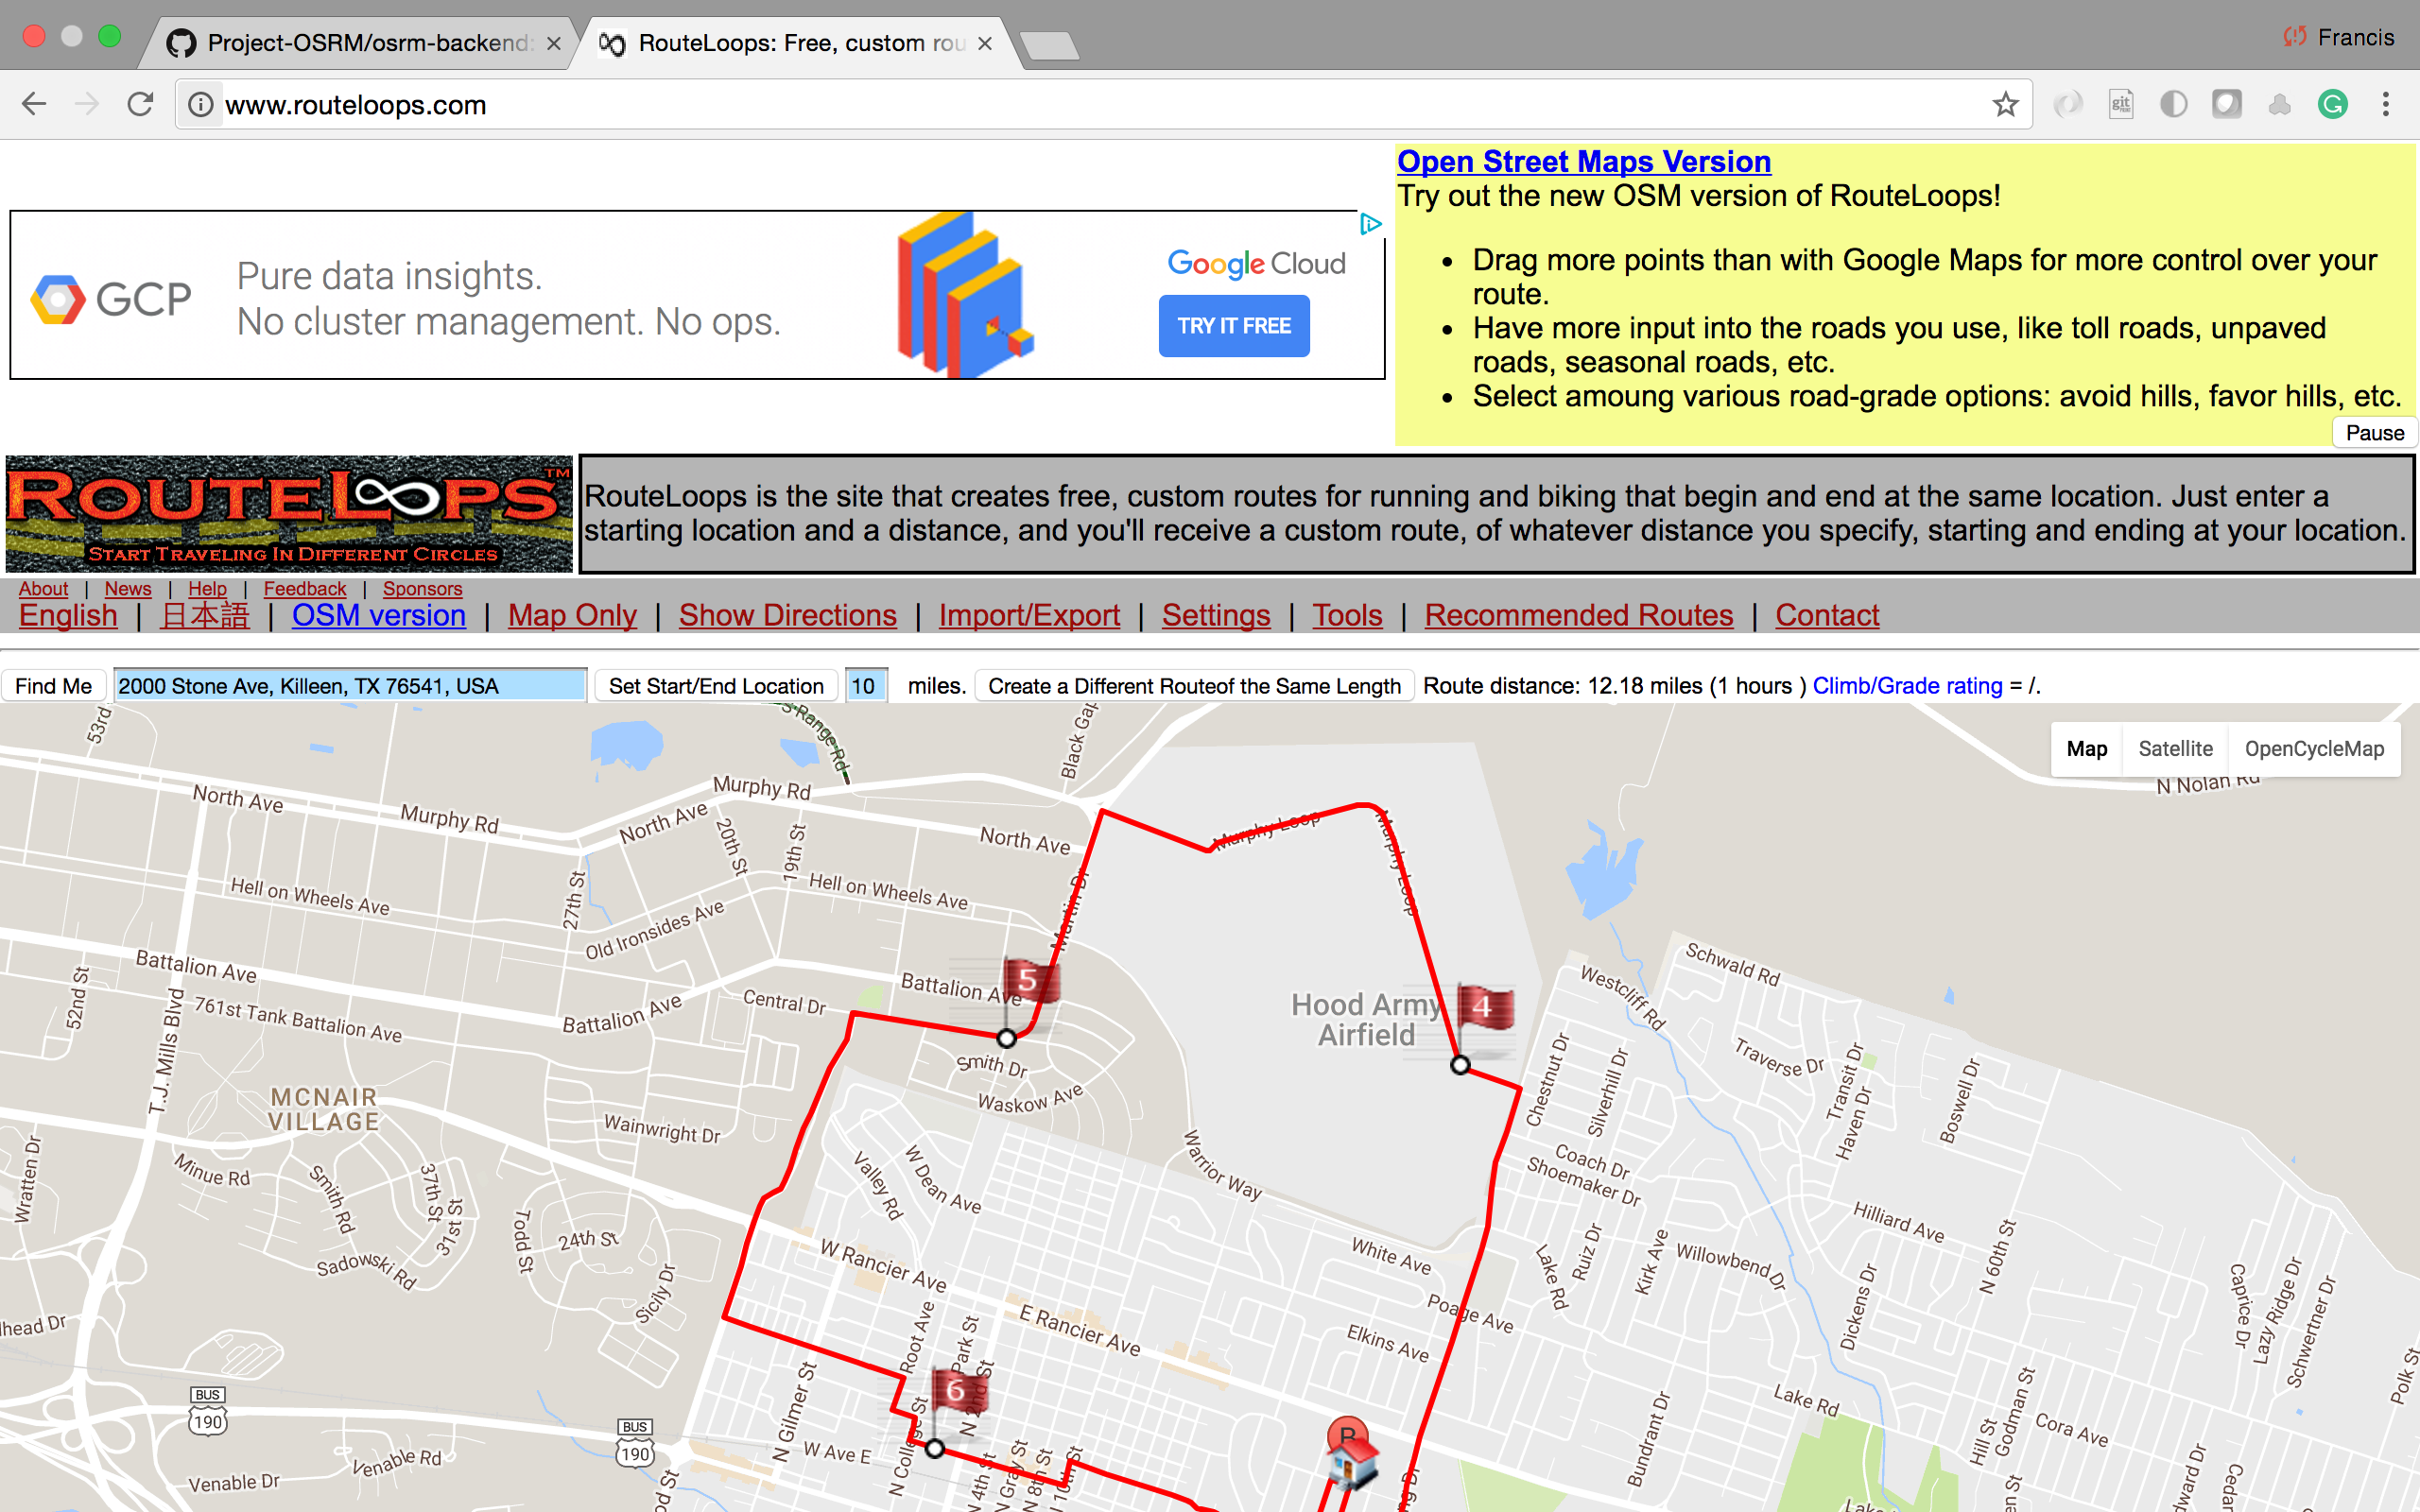 Project-OSRM/osrm-backend:
RouteLoops: Free, custom rou
Francis
www.routeloops.com
GCP
Pure data insights.
No cluster management. No ops.
Google Cloud
TRY IT FREE
Open Street Maps Version
Try out the new OSM version of RouteLoops!
• Drag more points than with Google Maps for more control over your
route.
• Have more input into the roads you use, like toll roads, unpaved
roads, seasonal roads, etc.
• Select amoung various road-grade options: avoid hills, favor hills, etc.
Pause
ROUTELOOPS™
START TRAVELING IN DIFFERENT CIRCLES
RouteLoops is the site that creates free, custom routes for running and biking that begin and end at the same location. Just enter a
starting location and a distance, and you'll receive a custom route, of whatever distance you specify, starting and ending at your location.
About | News | Help | Feedback | Sponsors
English | 日本語 | OSM version | Map Only | Show Directions | Import/Export | Settings | Tools | Recommended Routes | Contact
Find Me 2000 Stone Ave, Killeen, TX 76541, USA Set Start/End Location 10 miles. Create a Different Routeof the Same Length Route distance: 12.18 miles (1 hours ) Climb/Grade rating = /.
Map Satellite OpenCycleMap
53rd
S Range Rd
Black Gap
N Nolan Rd
North Ave
Murphy Rd
Murphy Rd
North Ave
20th St
19th St
North Ave
Murphy Loop
Murphy Loop
Hell on Wheels Ave
27th St
Hell on Wheels Ave
Martin Dr
Old Ironsides Ave
Battalion Ave
52nd St
761st Tank Battalion Ave
Battalion Ave
Central Dr
Battalion Ave
5
Hood Army
Airfield
4
Westcliff Rd
Schwald Rd
T.J. Mills Blvd
MCNAIR
VILLAGE
Smith Dr
Waskow Ave
Wainwright Dr
Chestnut Dr
Silverhill Dr
Traverse Dr
Transit Dr
Haven Dr
Boswell Dr
Wratten Dr
Minue Rd
Smith Rd
37th St
31st St
Sadowski Rd
Todd St
24th St
Sicily Dr
Valley Rd
W Dean Ave
Warrior Way
Coach Dr
Shoemaker Dr
Hilliard Ave
N 60th St
W Rancier Ave
White Ave
Lake Rd
Ruiz Dr
Kirk Ave
Willowbend Dr
Dickens Dr
Caprice Dr
Lazy Ridge Dr
Schwertner Dr
lhead Dr
Root Ave
Park St
E Rancier Ave
Poage Ave
Elkins Ave
BUS
190
BUS
190
N Gilmer St
6
N 2nd St
N College St
W Ave E
Venable Rd
Venable Dr
N 4th St
N Gray St
N 8th St
N 10th St
B
Bundrant Dr
Lake Rd
Hill St
Godman St
Cora Ave
Polk St
od St
ng Dr
Lake
en St
dward Dr
Cedar